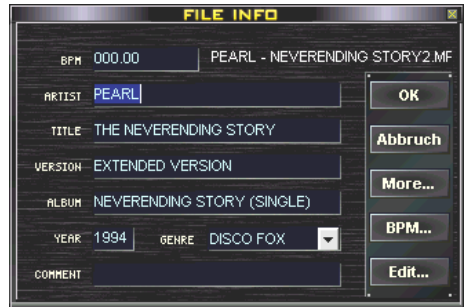 FILE INFO
BPM 000.00 PEARL - NEVERENDING STORY2.MF
ARTIST PEARL
OK
TITLE THE NEVERENDING STORY
Abbruch
VERSION EXTENDED VERSION
More...
ALBUM NEVERENDING STORY (SINGLE)
YEAR 1994 GENRE DISCO FOX
BPM...
COMMENT
Edit...